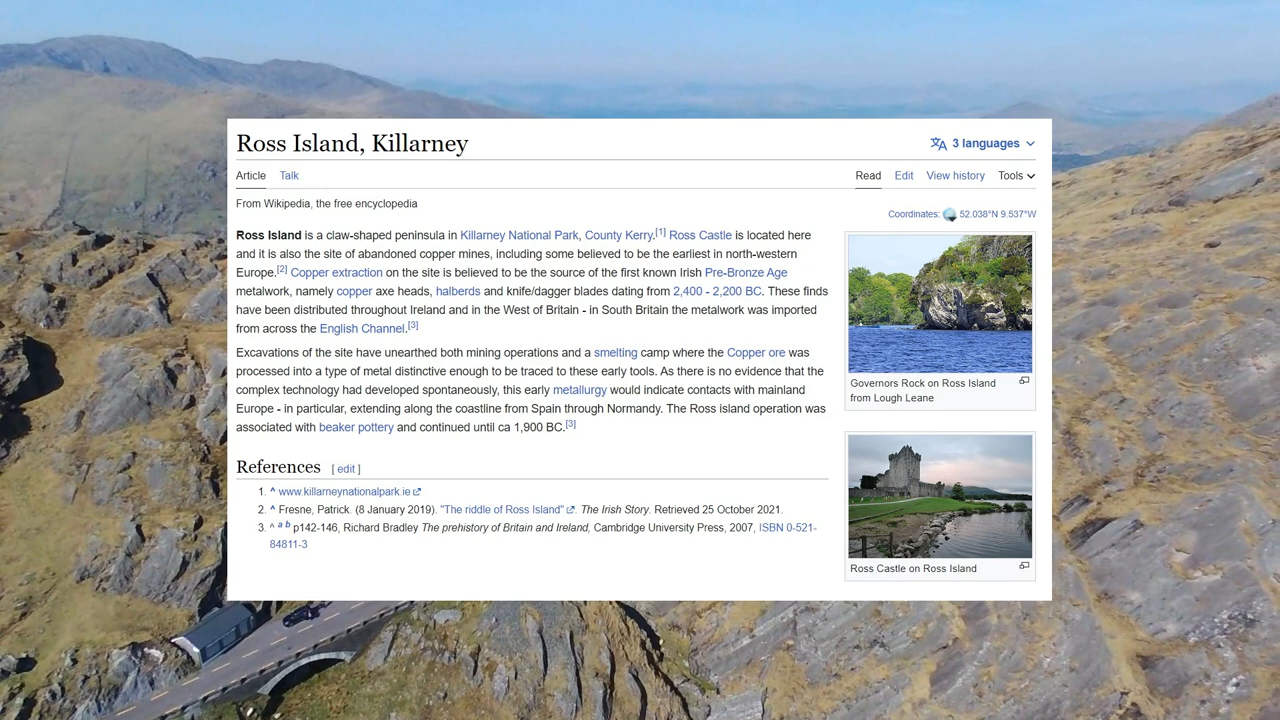 Ross Island, Killarney
3 languages
Article Talk
Read Edit View history Tools
From Wikipedia, the free encyclopedia
Coordinates: 52.038°N 9.537°W
Ross Island is a claw-shaped peninsula in Killarney National Park, County Kerry.[1] Ross Castle is located here
and it is also the site of abandoned copper mines, including some believed to be the earliest in north-western
Europe.[2] Copper extraction on the site is believed to be the source of the first known Irish Pre-Bronze Age
metalwork, namely copper axe heads, halberds and knife/dagger blades dating from 2,400 - 2,200 BC. These finds
have been distributed throughout Ireland and in the West of Britain - in South Britain the metalwork was imported
from across the English Channel.[3]
Excavations of the site have unearthed both mining operations and a smelting camp where the Copper ore was
processed into a type of metal distinctive enough to be traced to these early tools. As there is no evidence that the
complex technology had developed spontaneously, this early metallurgy would indicate contacts with mainland
Europe - in particular, extending along the coastline from Spain through Normandy. The Ross island operation was
associated with beaker pottery and continued until ca 1,900 BC.[3]
Governors Rock on Ross Island
from Lough Leane
Ross Castle on Ross Island
References [ edit ]
1. ^ www.killarneynationalpark.ie
2. ^ Fresne, Patrick. (8 January 2019). "The riddle of Ross Island". The Irish Story. Retrieved 25 October 2021.
3. ^ a b p142-146, Richard Bradley The prehistory of Britain and Ireland, Cambridge University Press, 2007, ISBN 0-521-
84811-3